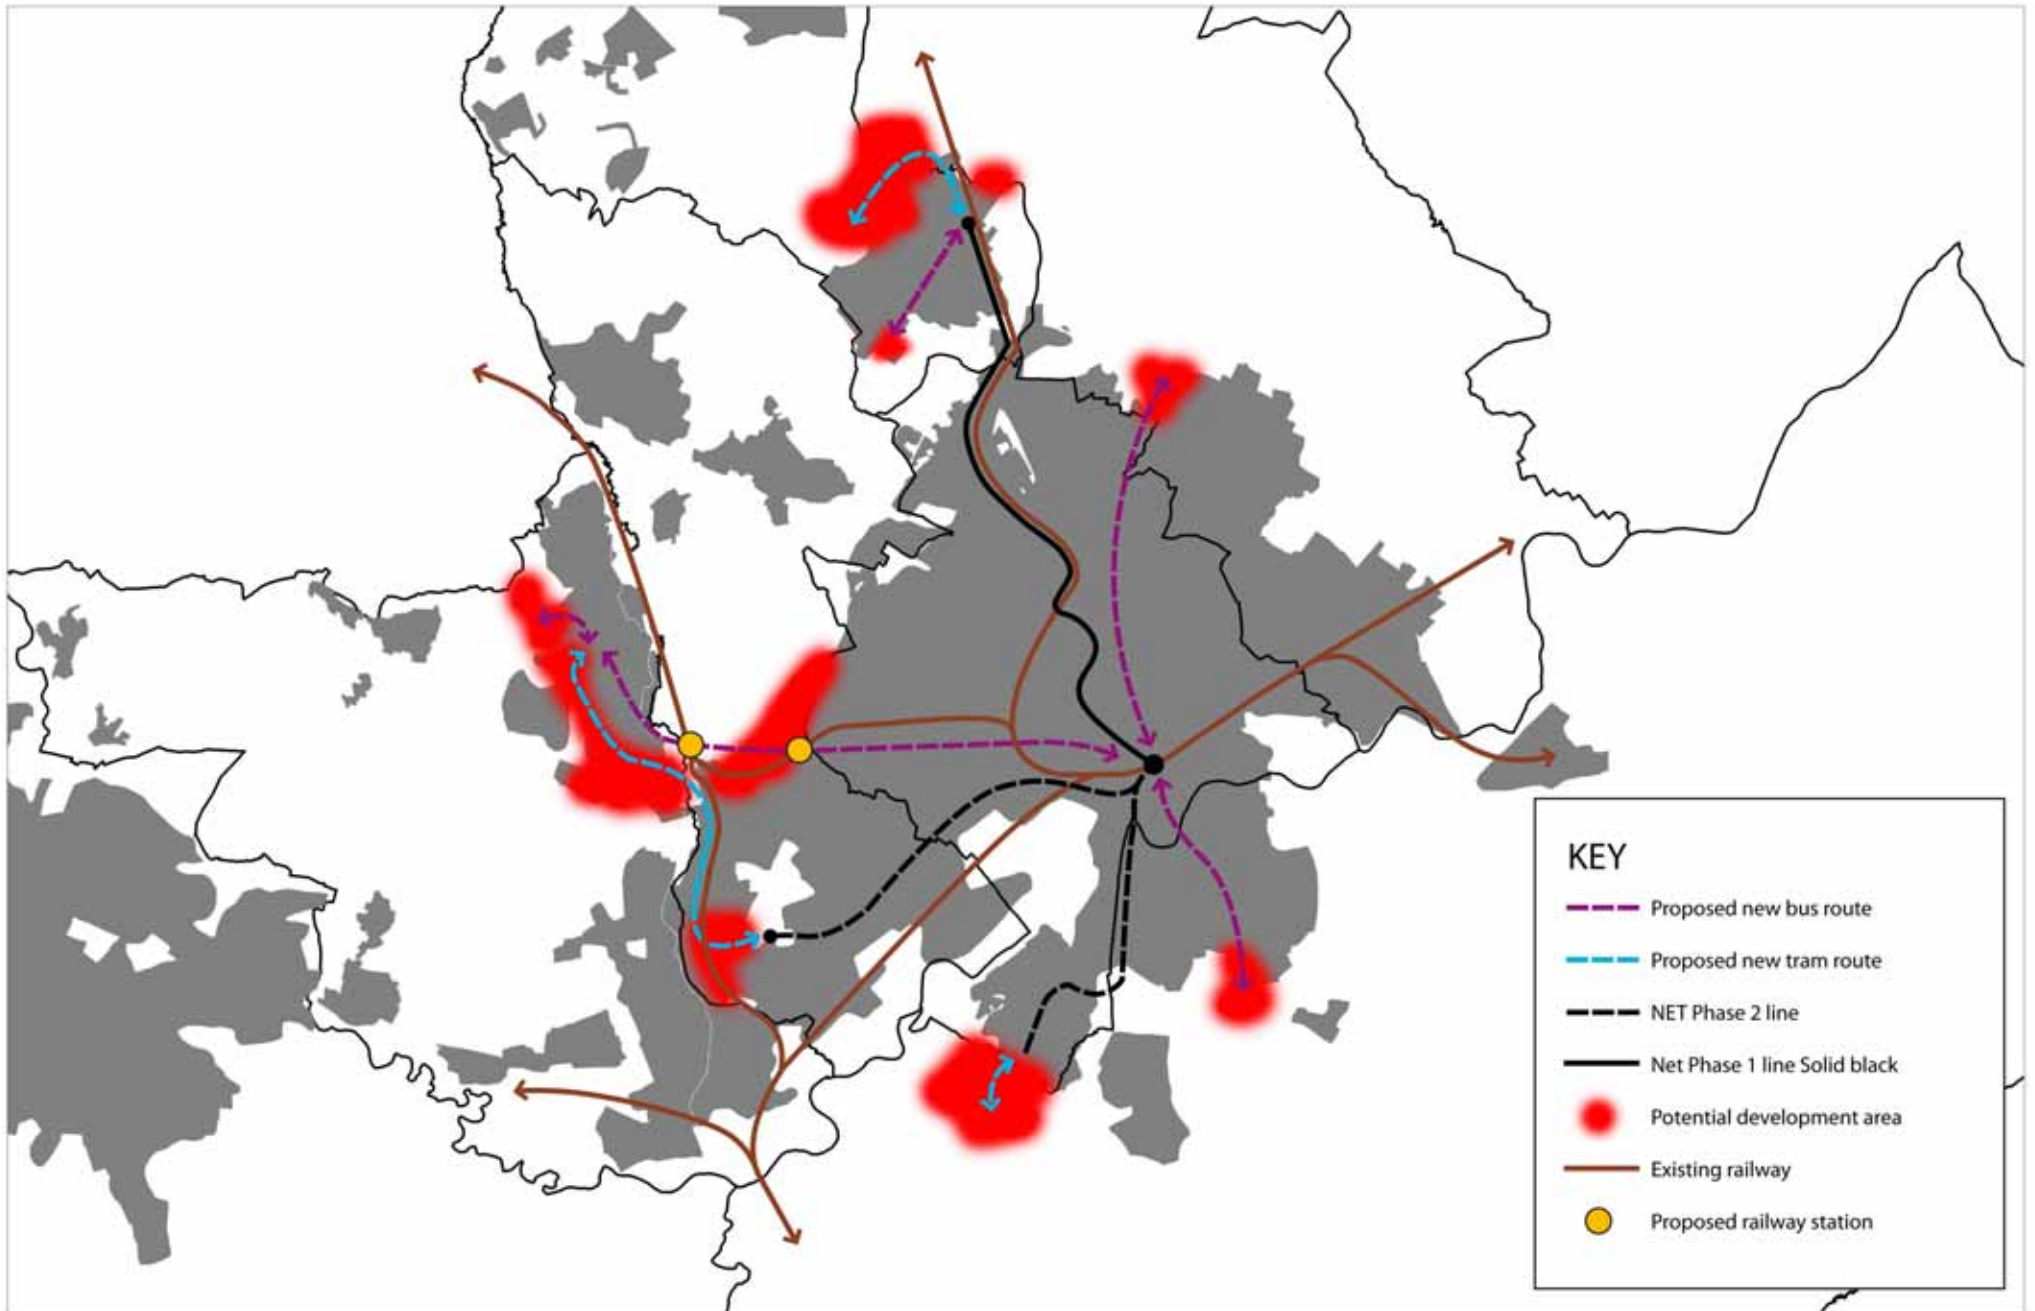 KEY
Proposed new bus route
Proposed new tram route
NET Phase 2 line
Net Phase 1 line Solid black
Potential development area
Existing railway
Proposed railway station